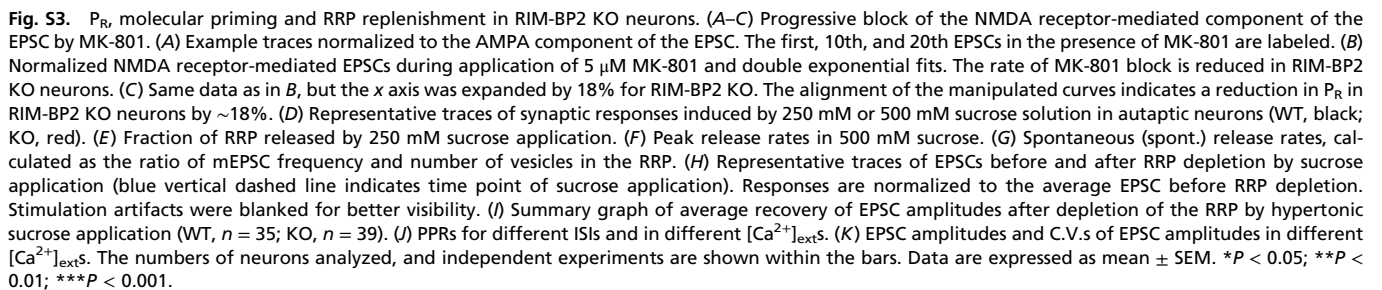 Fig. S3. P_R, molecular priming and RRP replenishment in RIM-BP2 KO neurons. (A–C) Progressive block of the NMDA receptor-mediated component of the
EPSC by MK-801. (A) Example traces normalized to the AMPA component of the EPSC. The first, 10th, and 20th EPSCs in the presence of MK-801 are labeled. (B)
Normalized NMDA receptor-mediated EPSCs during application of 5 μM MK-801 and double exponential fits. The rate of MK-801 block is reduced in RIM-BP2
KO neurons. (C) Same data as in B, but the x axis was expanded by 18% for RIM-BP2 KO. The alignment of the manipulated curves indicates a reduction in P_R in
RIM-BP2 KO neurons by ~18%. (D) Representative traces of synaptic responses induced by 250 mM or 500 mM sucrose solution in autaptic neurons (WT, black;
KO, red). (E) Fraction of RRP released by 250 mM sucrose application. (F) Peak release rates in 500 mM sucrose. (G) Spontaneous (spont.) release rates, cal-
culated as the ratio of mEPSC frequency and number of vesicles in the RRP. (H) Representative traces of EPSCs before and after RRP depletion by sucrose
application (blue vertical dashed line indicates time point of sucrose application). Responses are normalized to the average EPSC before RRP depletion.
Stimulation artifacts were blanked for better visibility. (I) Summary graph of average recovery of EPSC amplitudes after depletion of the RRP by hypertonic
sucrose application (WT, n = 35; KO, n = 39). (J) PPRs for different ISIs and in different [Ca²⁺]_exts. (K) EPSC amplitudes and C.V.s of EPSC amplitudes in different
[Ca²⁺]_exts. The numbers of neurons analyzed, and independent experiments are shown within the bars. Data are expressed as mean ± SEM. *P < 0.05; **P <
0.01; ***P < 0.001.